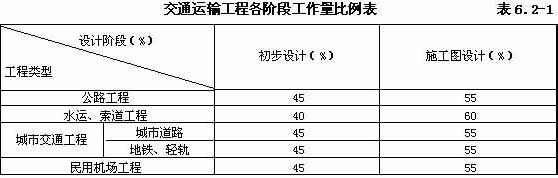 交通运输工程各阶段工作量比例表 表6.2-1
设计阶段（%） 初步设计（%） 施工图设计（%）
工程类型
公路工程 45 55
水运、索道工程 40 60
城市交通工程 城市道路 45 55
地铁、轻轨 45 55
民用机场工程 45 55